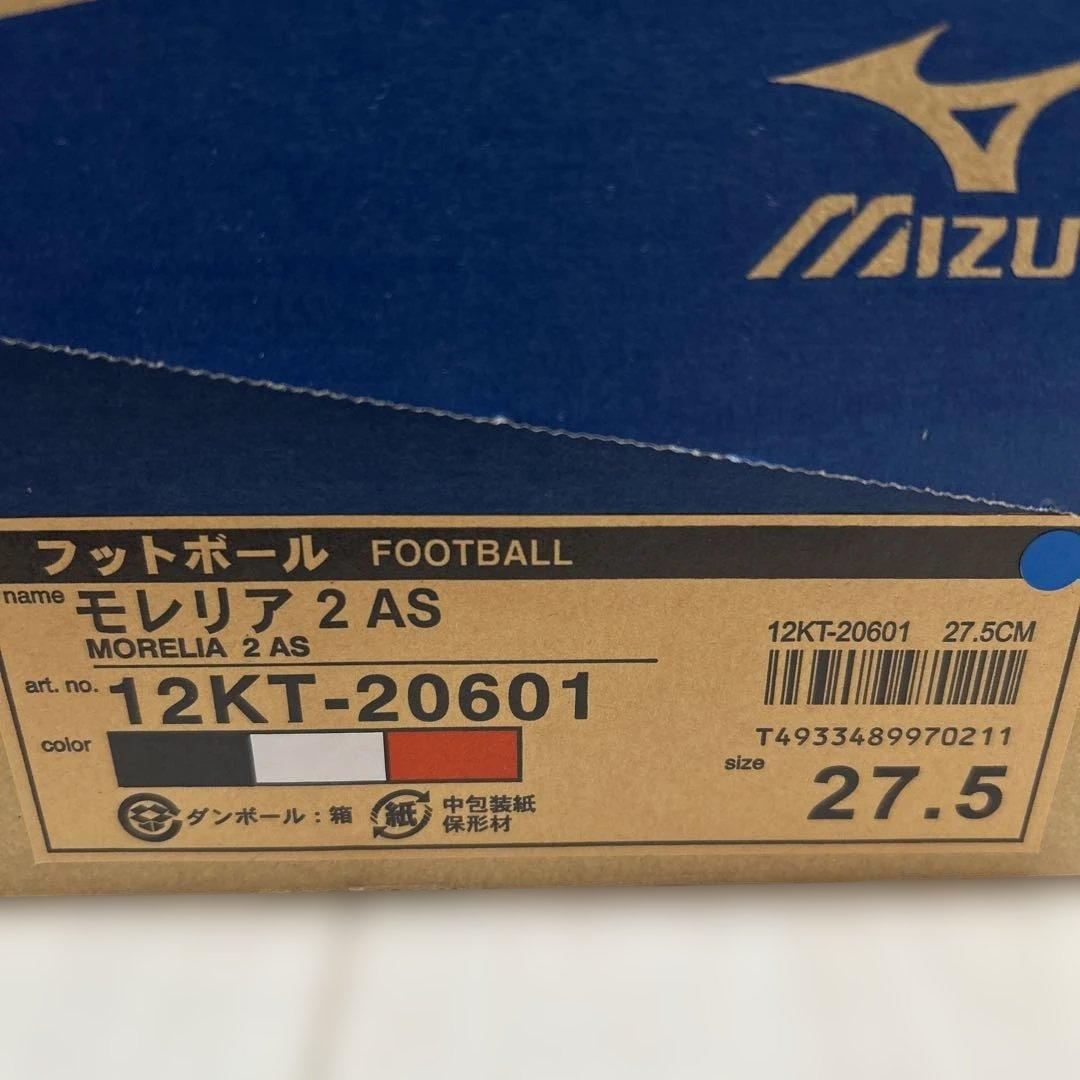 MIZU
フットボール FOOTBALL
name モレリア 2 AS
MORELIA 2 AS
art. no. 12KT-20601
color
ダンボール：箱 紙 中包装紙
保形材
12KT-20601 27.5CM
T4933489970211
size 27.5